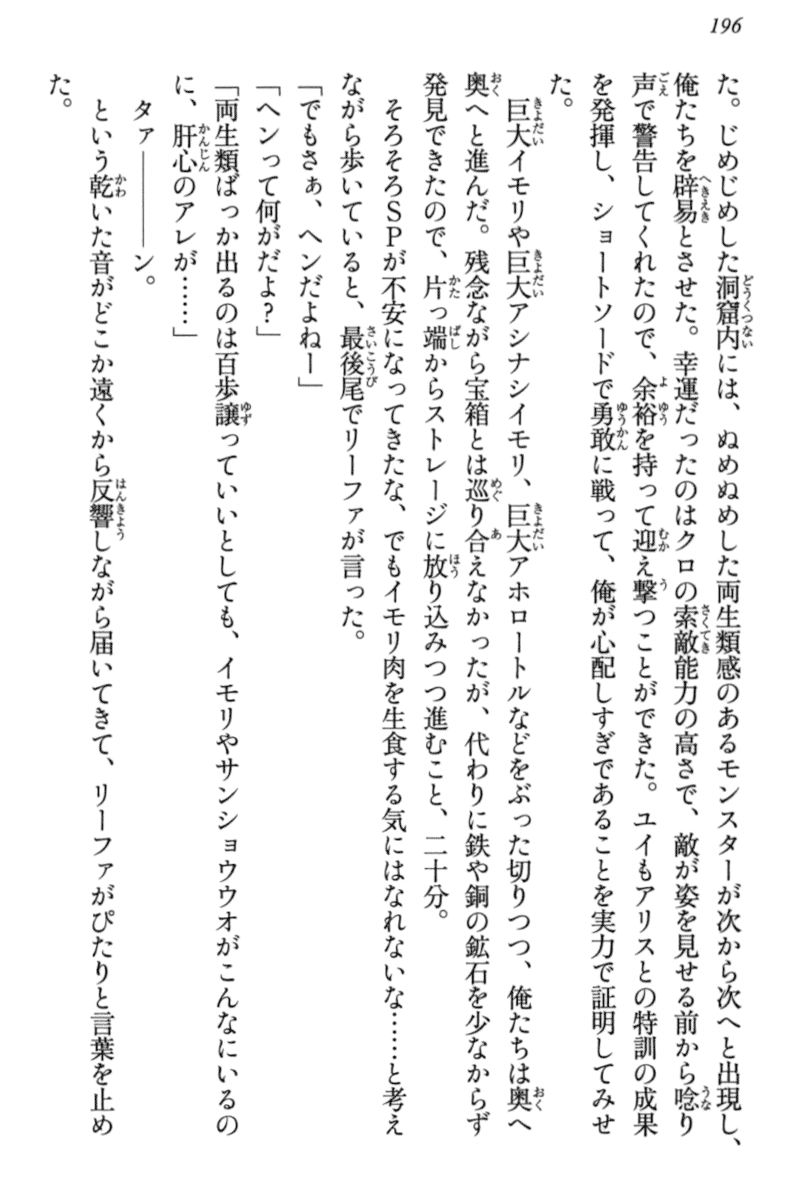 196
た。じめじめした洞窟内には、ぬめぬめした両生類感のあるモンスターが次から次へと出現し、
俺たちを辟易とさせた。幸運だったのはクロの索敵能力の高さで、敵が姿を見せる前から唸り
声で警告してくれたので、余裕を持って迎え撃つことができた。ユイもアリスとの特訓の成果
を発揮し、ショートソードで勇敢に戦って、俺が心配しすぎであることを実力で証明してみせ
た。
巨大イモリや巨大アシナシイモリ、巨大アホロートルなどをぶった切りつつ、俺たちは奥へ
奥へと進んだ。残念ながら宝箱とは巡り合えなかったが、代わりに鉄や銅の鉱石を少なからず
発見できたので、片っ端からストレージに放り込みつつ進むこと、二十分。
そろそろＳＰが不安になってきたな、でもイモリ肉を生食する気にはなれないな……と考え
ながら歩いていると、最後尾でリーファが言った。
「でもさぁ、ヘンだよねー」
「ヘンって何がだよ？」
「両生類ばっか出るのは百歩譲っていいとしても、イモリやサンショウウオがこんなにいるの
に、肝心のアレが……」
タァ――――ン。
という乾いた音がどこか遠くから反響しながら届いてきて、リーファがぴたりと言葉を止め
た。